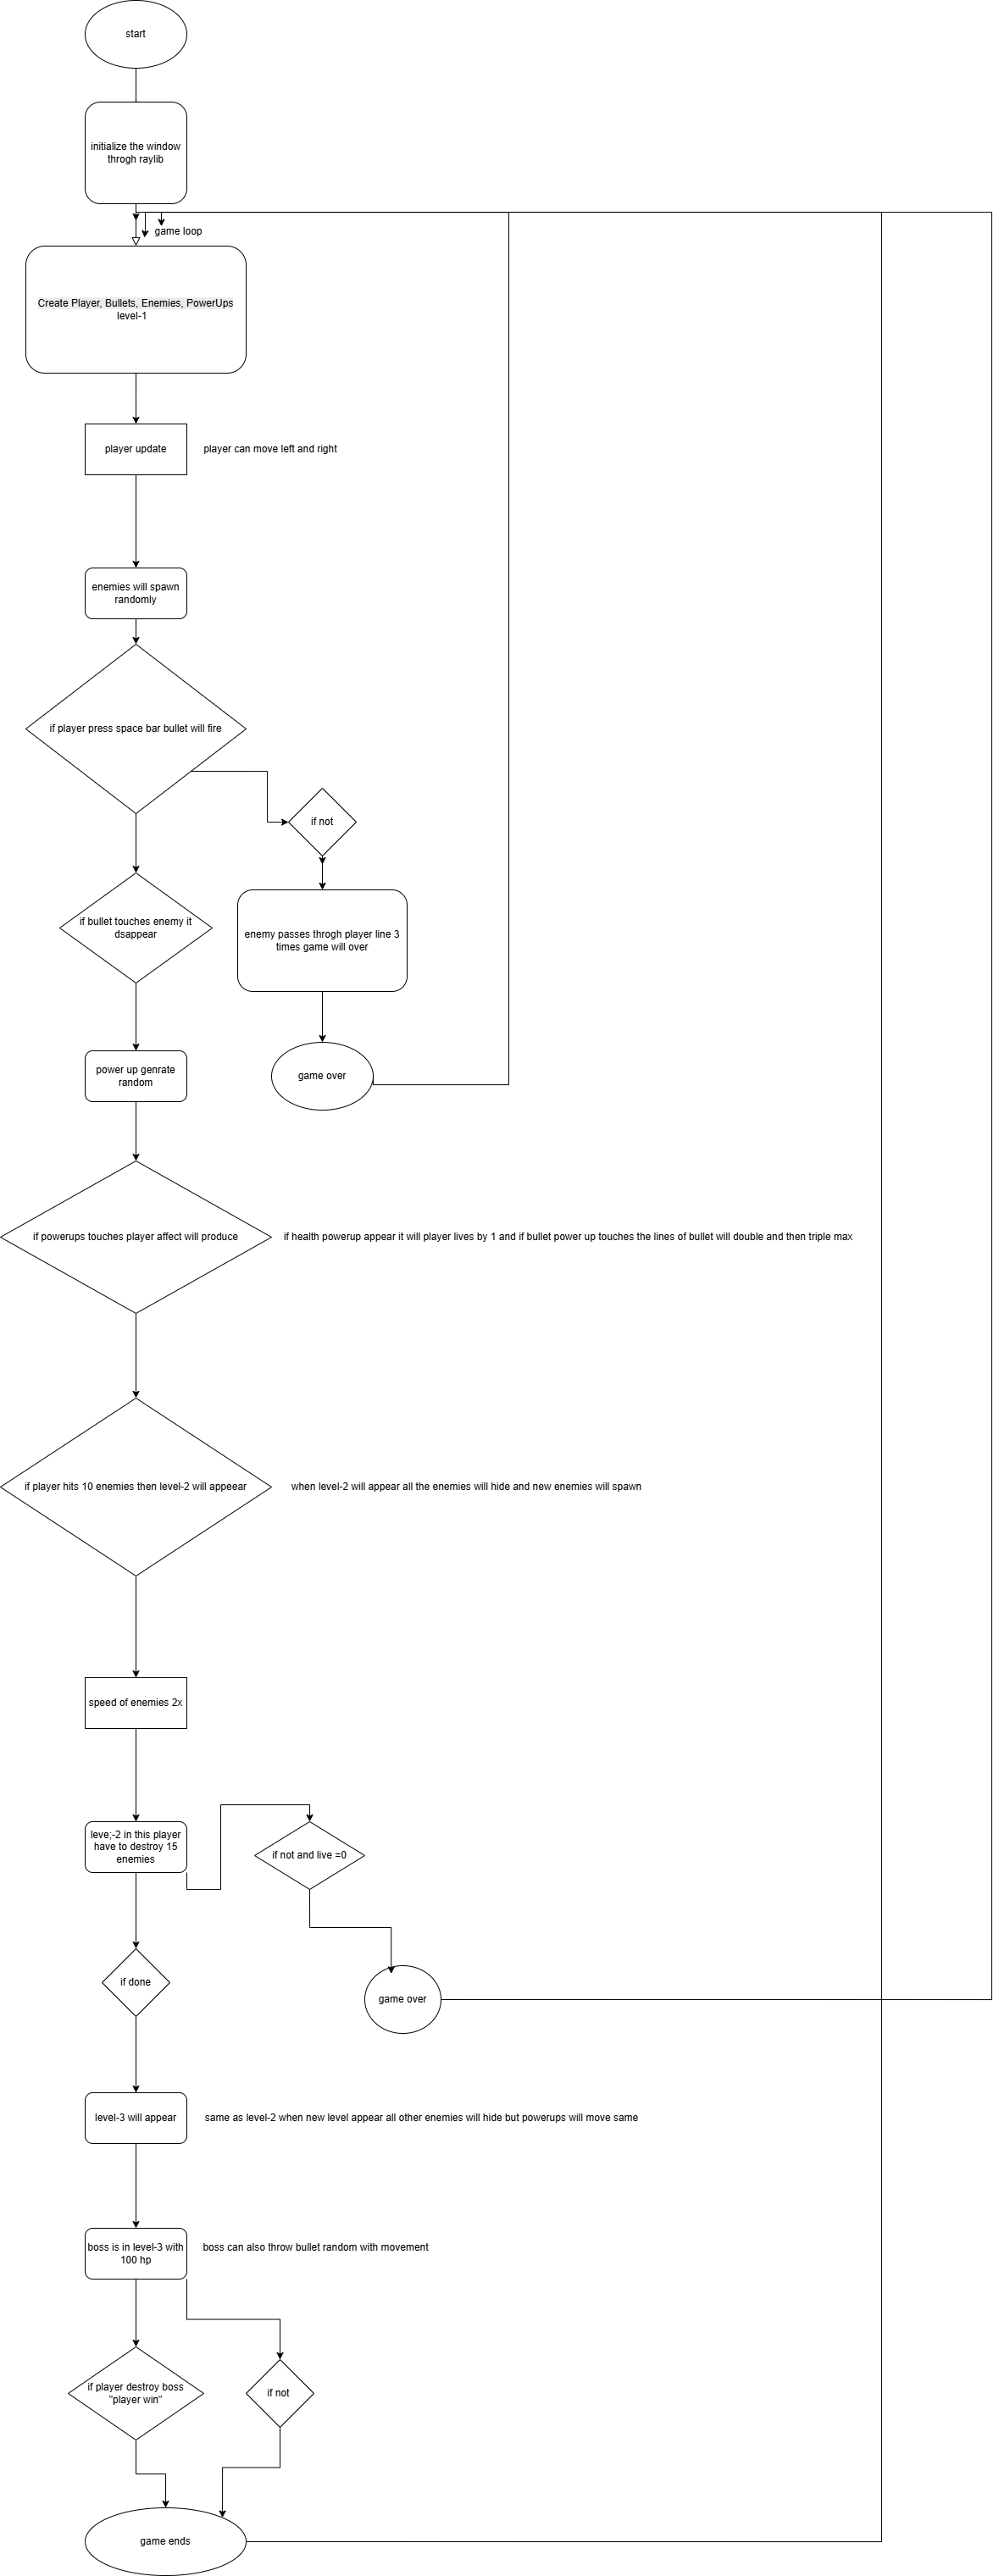 start
initialize the window
throgh raylib
game loop
Create Player, Bullets, Enemies, PowerUps
level-1
player update
player can move left and right
enemies will spawn
randomly
if player press space bar bullet will fire
if not
if bullet touches enemy it
dsappear
enemy passes throgh player line 3
times game will over
power up genrate
random
game over
if powerups touches player affect will produce
if health powerup appear it will player lives by 1 and if bullet power up touches the lines of bullet will double and then triple max
if player hits 10 enemies then level-2 will appeear
when level-2 will appear all the enemies will hide and new enemies will spawn
speed of enemies 2x
leve;-2 in this player
have to destroy 15
enemies
if not and live =0
if done
game over
level-3 will appear
same as level-2 when new level appear all other enemies will hide but powerups will move same
boss is in level-3 with
100 hp
boss can also throw bullet random with movement
if player destroy boss
"player win"
if not
game ends